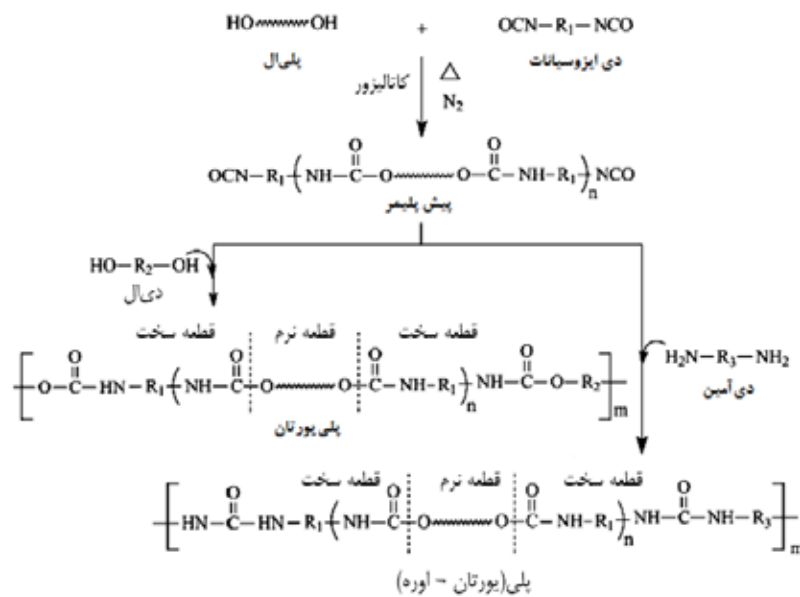 HO OH + OCN–R₁–NCO
پلی‌ال
دی ایزوسیانات
کاتالیزور
△
N₂
OCN–R₁(NH–C–O O–C–NH–R₁)NCO
O O
n
پیش پلیمر
HO–R₂–OH
دی‌ال
قطعه سخت قطعه نرم قطعه سخت
H₂N–R₃–NH₂
دی آمین
O O O O
[O–C–HN–R₁(NH–C–O O–C–NH–R₁)NH–C–O–R₂]
n
m
پلی یورتان
قطعه سخت قطعه نرم قطعه سخت
O O O O
[HN–C–HN–R₁(NH–C–O O–C–NH–R₁)NH–C–NH–R₃]
n
m
پلی(یورتان – اوره)